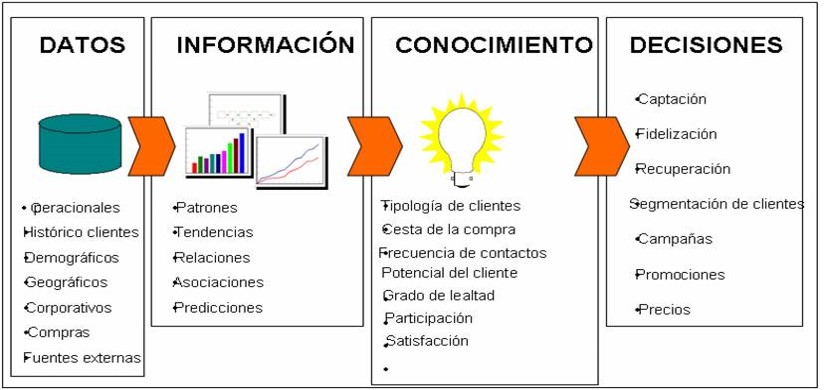 DATOS
• Operacionales
• Histórico clientes
• Demográficos
• Geográficos
• Corporativos
• Compras
• Fuentes externas
INFORMACIÓN
• Patrones
• Tendencias
• Relaciones
• Asociaciones
• Predicciones
CONOCIMIENTO
• Tipología de clientes
• Cesta de la compra
• Frecuencia de contactos
Potencial del cliente
• Grado de lealtad
• Participación
• Satisfacción
•
DECISIONES
• Captación
• Fidelización
• Recuperación
• Segmentación de clientes
• Campañas
• Promociones
• Precios